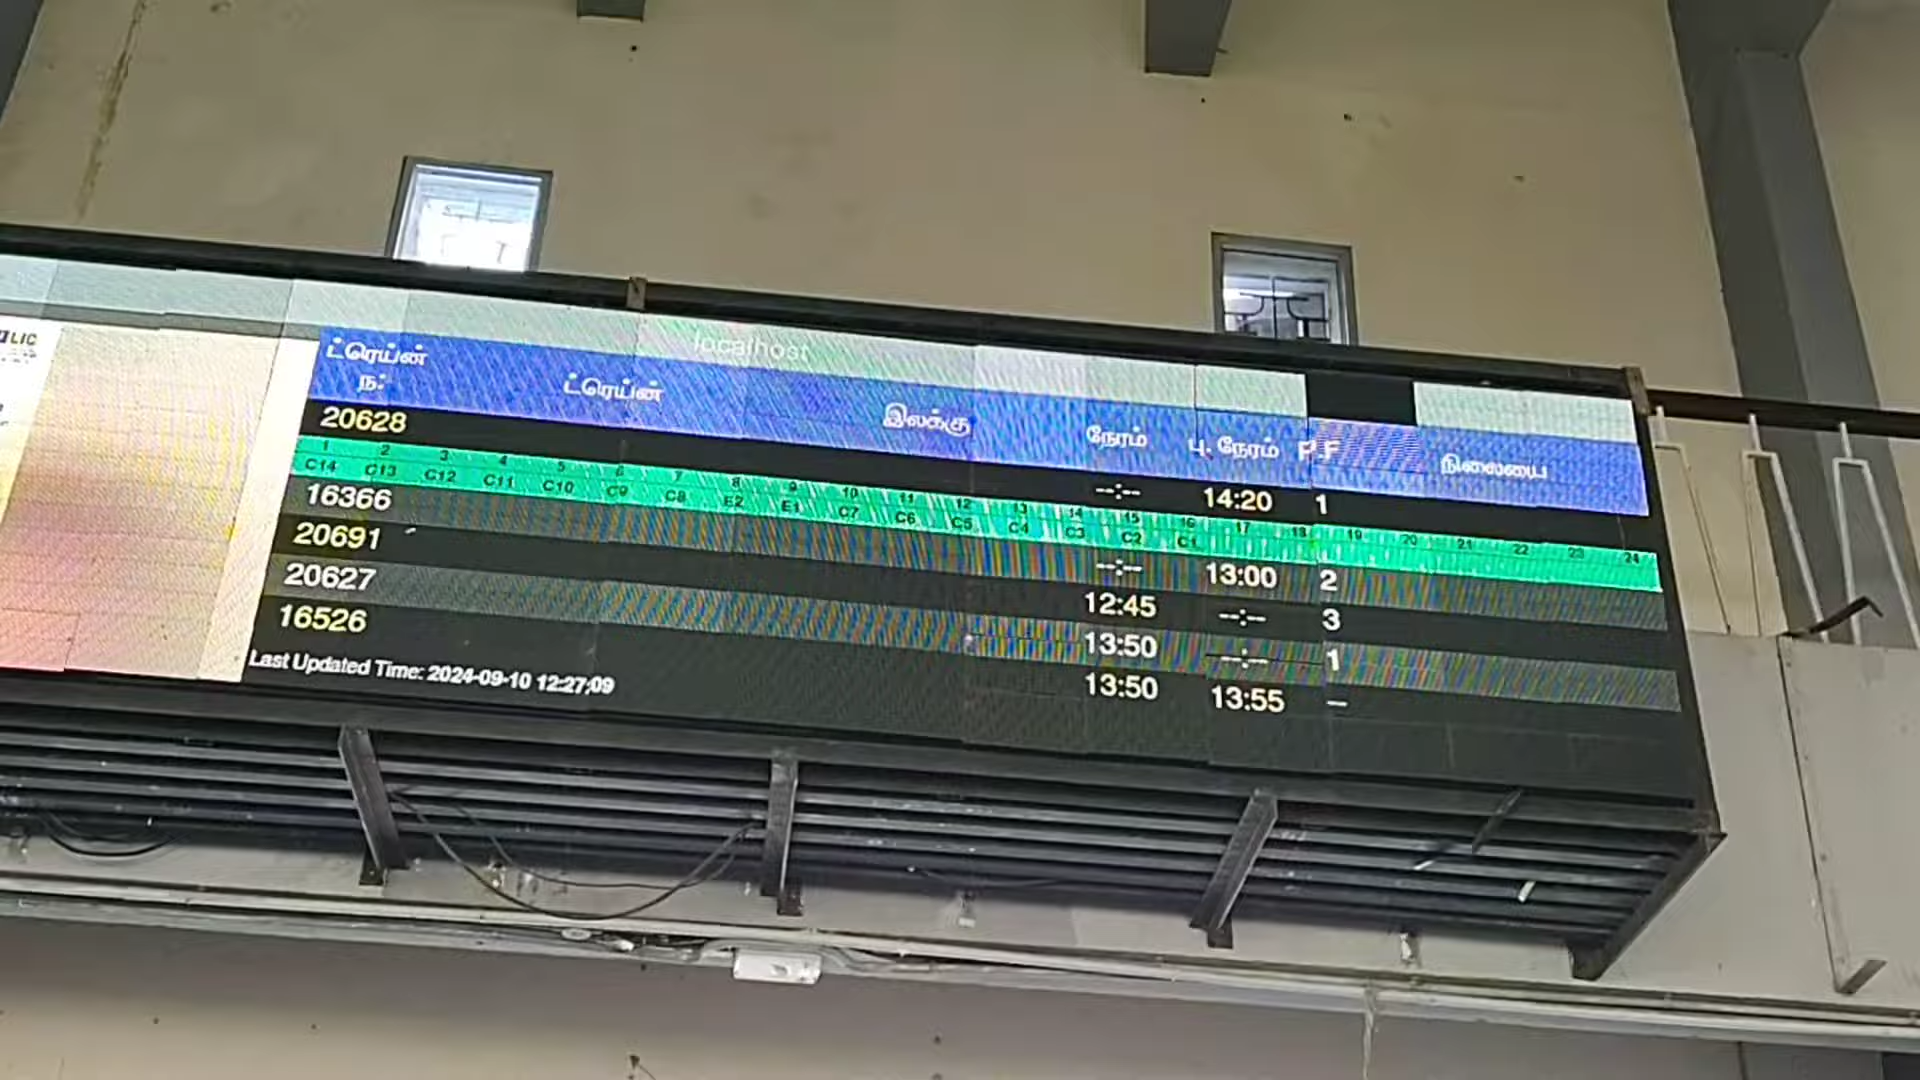 LIC
localhost
ட்ரெய்ன் ந: ட்ரெய்ன் இலக்கு நேரம் பு. நேரம் P.F நிலையை
20628 --:-- 14:20 1
1 2 3 4 5 6 7 8 9 10 11 12 13 14 15 16 17 18 19 20 21 22 23 24
C14 C13 C12 C11 C10 C9 C8 E2 E1 C7 C6 C5 C4 C3 C2 C1
16366 --:-- 13:00 2
20691 12:45 --:-- 3
20627 13:50 --:-- 1
16526 13:50 13:55 --
Last Updated Time: 2024-09-10 12:27:09